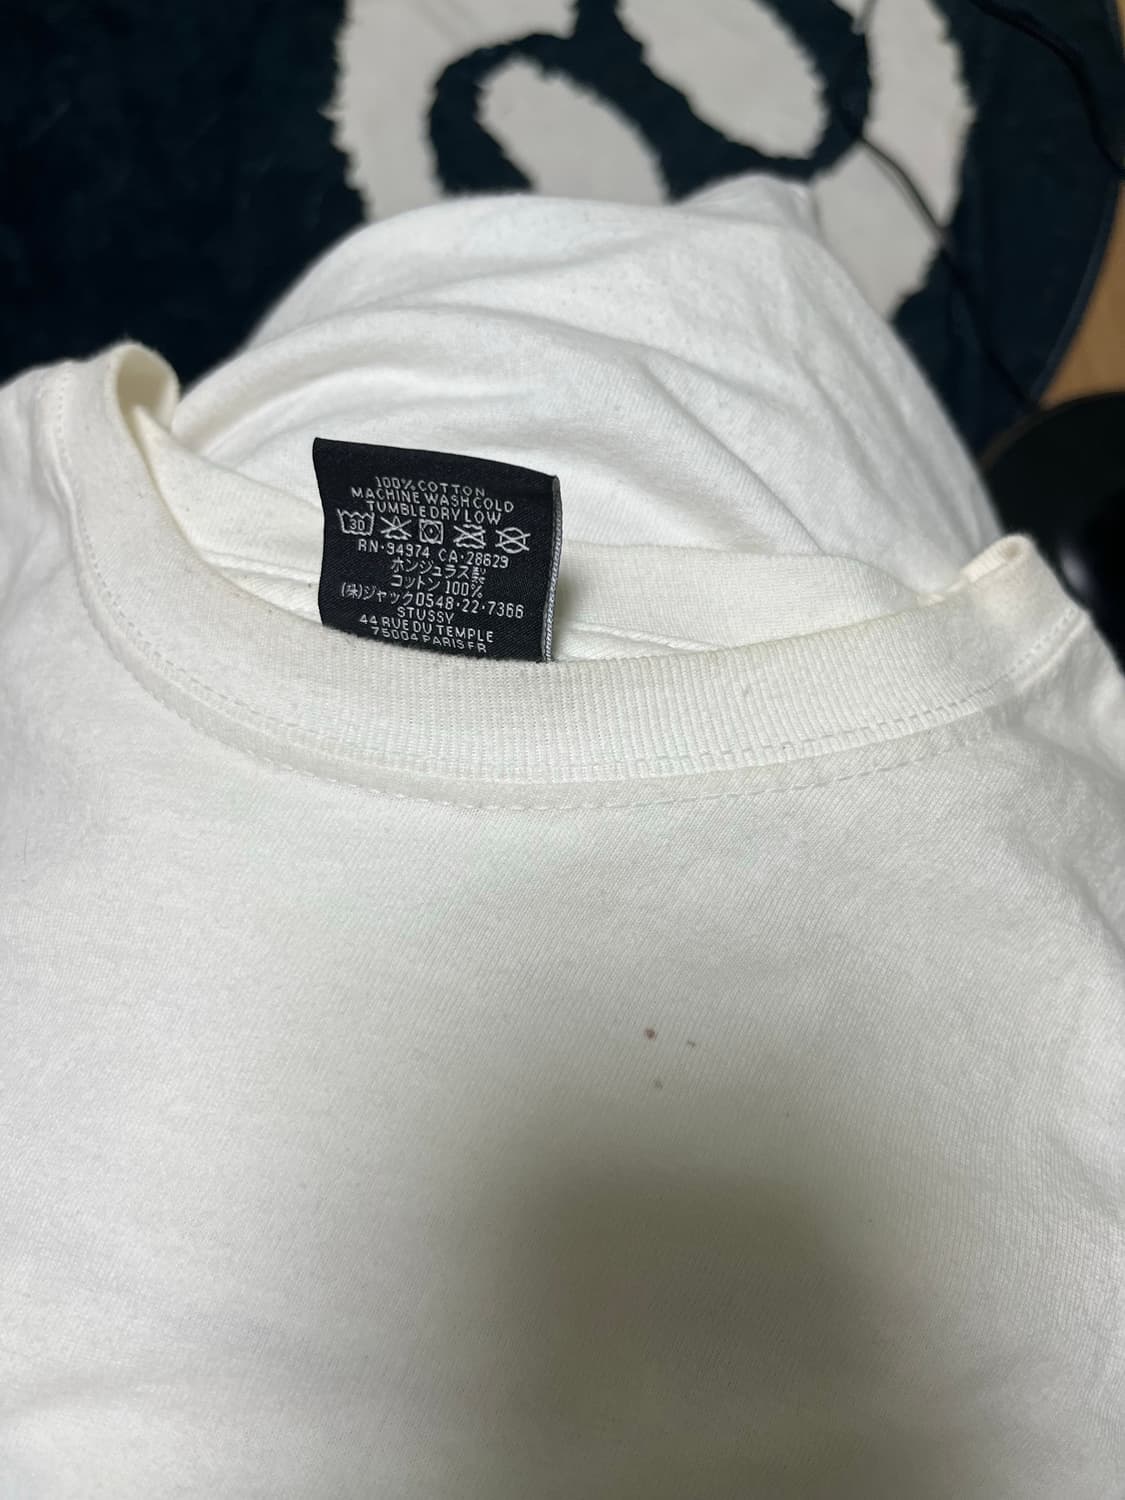 100% COTTON
MACHINE WASH COLD
TUMBLE DRY LOW
30
RN·94974 CA·28629
ホンジュラス製
コットン 100%
(株)ジャック0548·22·7366
STUSSY
44 RUE DU TEMPLE
75004 PARIS FR